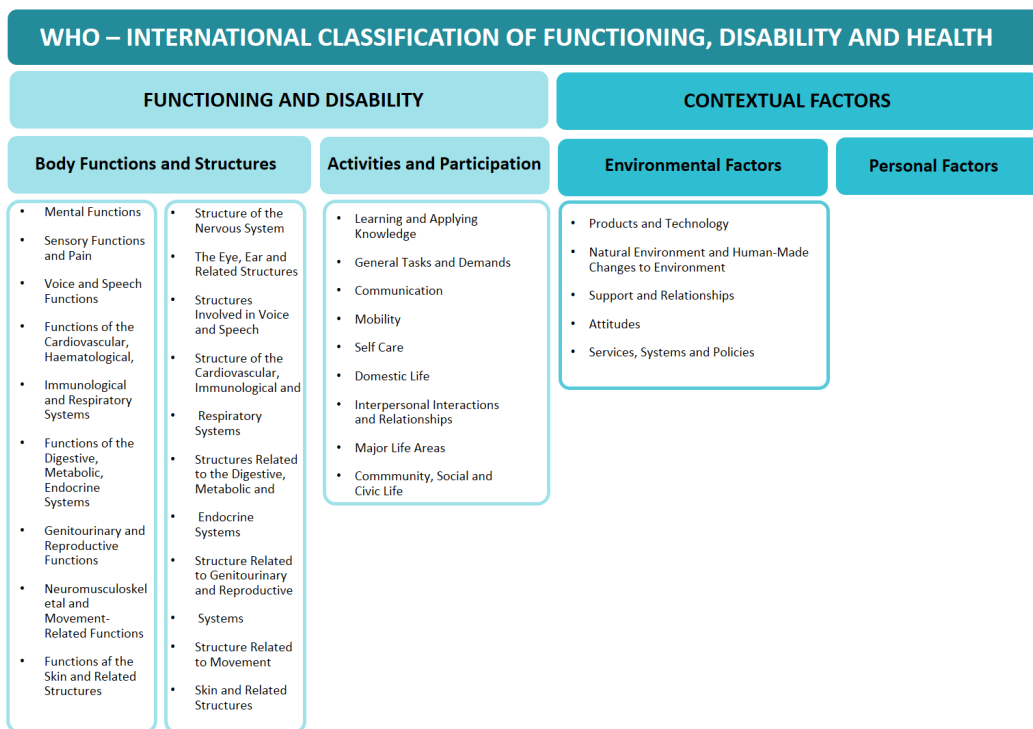 WHO – INTERNATIONAL CLASSIFICATION OF FUNCTIONING, DISABILITY AND HEALTH
FUNCTIONING AND DISABILITY
CONTEXTUAL FACTORS
Body Functions and Structures
Activities and Participation
Environmental Factors
Personal Factors
• Mental Functions
• Sensory Functions
and Pain
• Voice and Speech
Functions
• Functions of the
Cardiovascular,
Haematological,
• Immunological
and Respiratory
Systems
• Functions of the
Digestive,
Metabolic,
Endocrine
Systems
• Genitourinary and
Reproductive
Functions
• Neuromusculoskel
etal and
Movement-
Related Functions
• Functions af the
Skin and Related
Structures
• Structure of the
Nervous System
• The Eye, Ear and
Related Structures
• Structures
Involved in Voice
and Speech
• Structure of the
Cardiovascular,
Immunological and
• Respiratory
Systems
• Structures Related
to the Digestive,
Metabolic and
• Endocrine
Systems
• Structure Related
to Genitourinary
and Reproductive
• Systems
• Structure Related
to Movement
• Skin and Related
Structures
• Learning and Applying
Knowledge
• General Tasks and Demands
• Communication
• Mobility
• Self Care
• Domestic Life
• Interpersonal Interactions
and Relationships
• Major Life Areas
• Commmunity, Social and
Civic Life
• Products and Technology
• Natural Environment and Human-Made
Changes to Environment
• Support and Relationships
• Attitudes
• Services, Systems and Policies